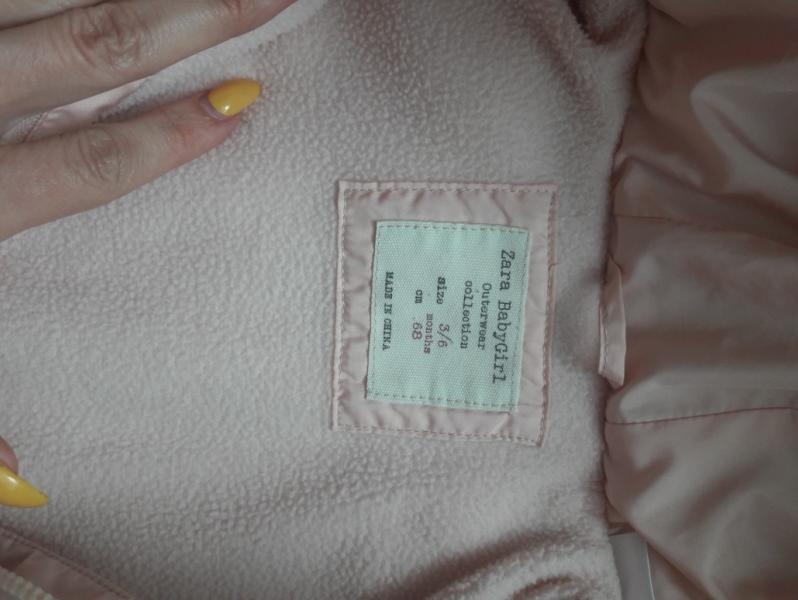 Zara BabyGirl
Outerwear
collection
size 3/6
months
cm 68
MADE IN CHINA